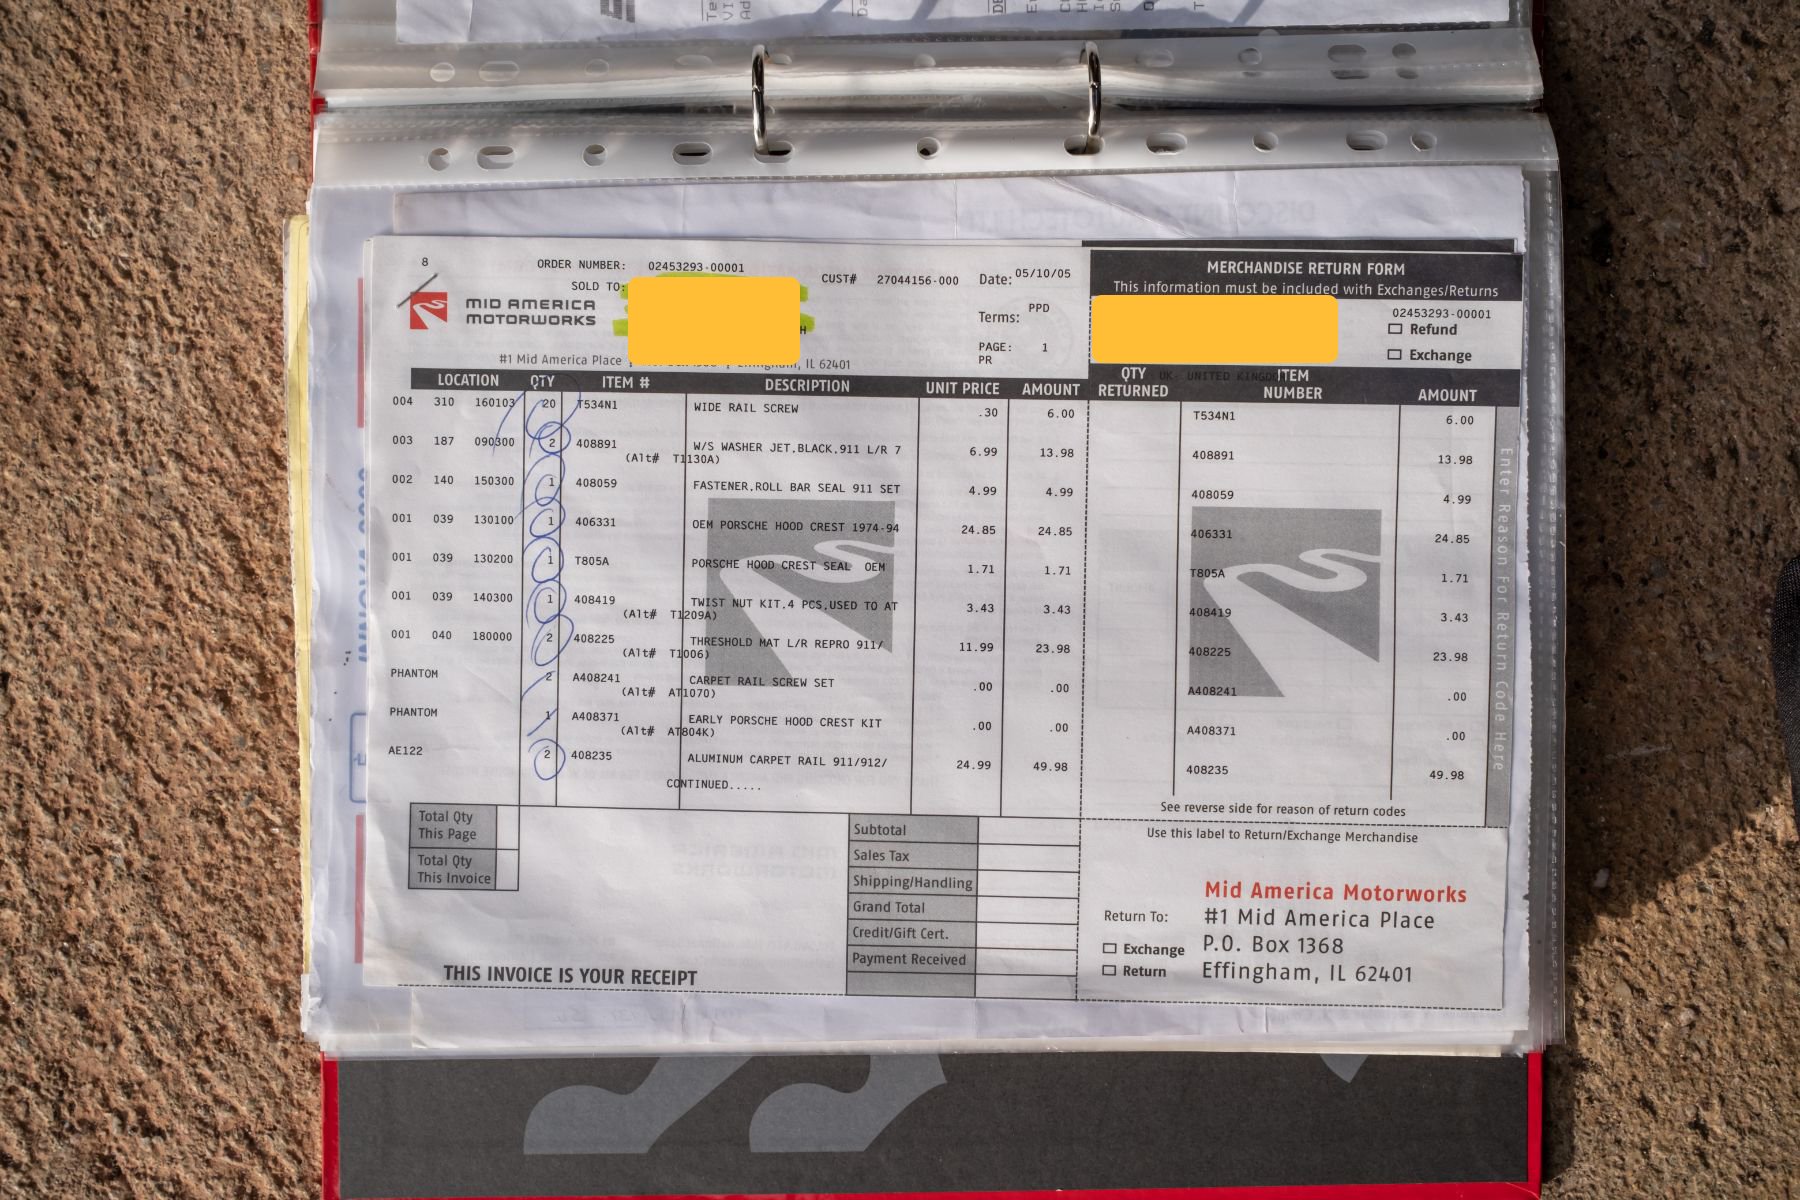 8
ORDER NUMBER: 02453293-00001
SOLD TO:
CUST# 27044156-000
Date: 05/10/05
MID AMERICA
MOTORWORKS
H
Terms: PPD
PAGE: 1
PR
#1 Mid America Place | Effingham, IL 62401
LOCATION QTY ITEM # DESCRIPTION UNIT PRICE AMOUNT
004 310 160103 20 T534N1 WIDE RAIL SCREW .30 6.00
003 187 090300 2 408891 W/S WASHER JET,BLACK,911 L/R 7 6.99 13.98
(Alt# T1130A)
002 140 150300 1 408059 FASTENER,ROLL BAR SEAL 911 SET 4.99 4.99
001 039 130100 1 406331 OEM PORSCHE HOOD CREST 1974-94 24.85 24.85
001 039 130200 1 T805A PORSCHE HOOD CREST SEAL OEM 1.71 1.71
001 039 140300 1 408419 TWIST NUT KIT,4 PCS,USED TO AT 3.43 3.43
(Alt# T1209A)
001 040 180000 2 408225 THRESHOLD MAT L/R REPRO 911/ 11.99 23.98
(Alt# T1006)
PHANTOM 2 A408241 CARPET RAIL SCREW SET .00 .00
(Alt# AT1070)
PHANTOM 1 A408371 EARLY PORSCHE HOOD CREST KIT .00 .00
(Alt# AT804K)
AE122 2 408235 ALUMINUM CARPET RAIL 911/912/ 24.99 49.98
CONTINUED.....
Total Qty
This Page
Total Qty
This Invoice
Subtotal
Sales Tax
Shipping/Handling
Grand Total
Credit/Gift Cert.
Payment Received
THIS INVOICE IS YOUR RECEIPT
MERCHANDISE RETURN FORM
This information must be included with Exchanges/Returns
02453293-00001
Refund
Exchange
UK- UNITED KINGDOM
QTY RETURNED ITEM NUMBER AMOUNT
T534N1 6.00
408891 13.98
408059 4.99
406331 24.85
T805A 1.71
408419 3.43
408225 23.98
A408241 .00
A408371 .00
408235 49.98
Enter Reason For Return Code Here
See reverse side for reason of return codes
Use this label to Return/Exchange Merchandise
Return To:
Exchange
Return
Mid America Motorworks
#1 Mid America Place
P.O. Box 1368
Effingham, IL 62401